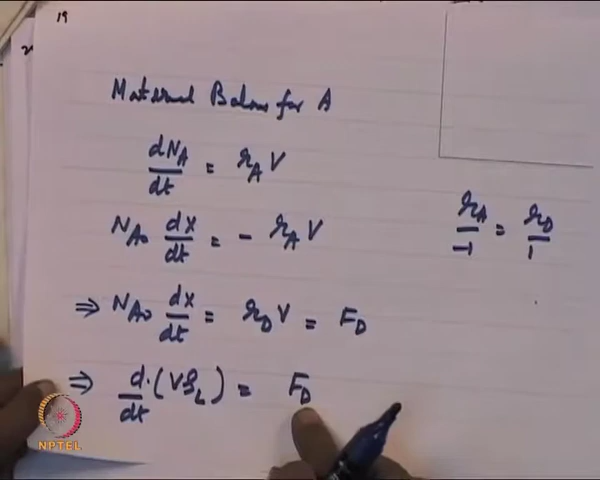 19
Material Balance for A
dN_A/dt = r_A V
N_A0 dx/dt = - r_A V
r_A/-1 = r_D/1
⇒ N_A0 dx/dt = r_D V = F_D
⇒ d/dt (V ρ_L) = F_D
NPTEL